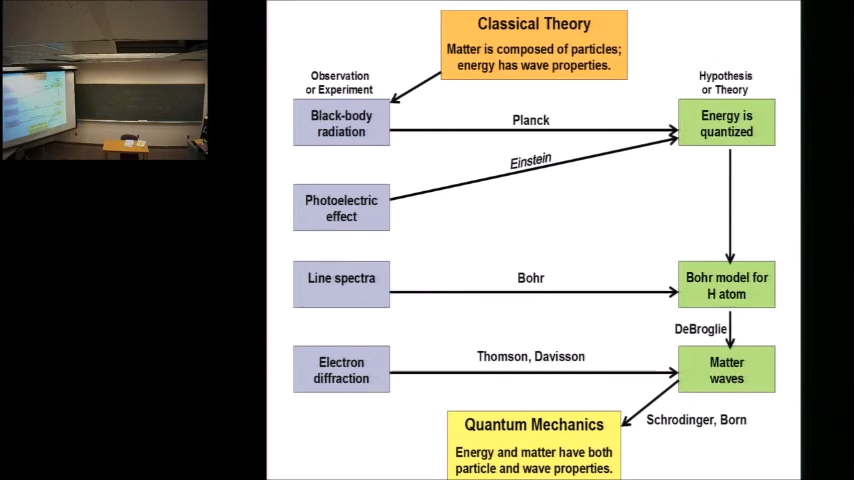 Classical Theory
Matter is composed of particles;
energy has wave properties.
Observation
or Experiment
Hypothesis
or Theory
Black-body
radiation
Planck
Energy is
quantized
Einstein
Photoelectric
effect
Line spectra
Bohr
Bohr model for
H atom
DeBroglie
Electron
diffraction
Thomson, Davisson
Matter
waves
Schrodinger, Born
Quantum Mechanics
Energy and matter have both
particle and wave properties.